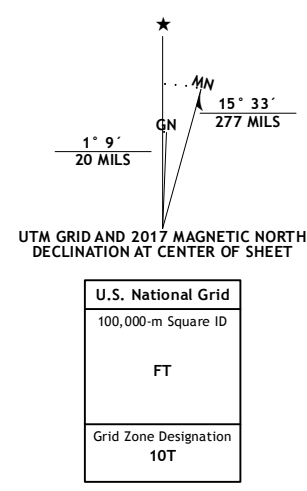 ★
MN
GN
15° 33´
277 MILS
1° 9´
20 MILS
UTM GRID AND 2017 MAGNETIC NORTH
DECLINATION AT CENTER OF SHEET
U.S. National Grid
100,000-m Square ID
FT
Grid Zone Designation
10T